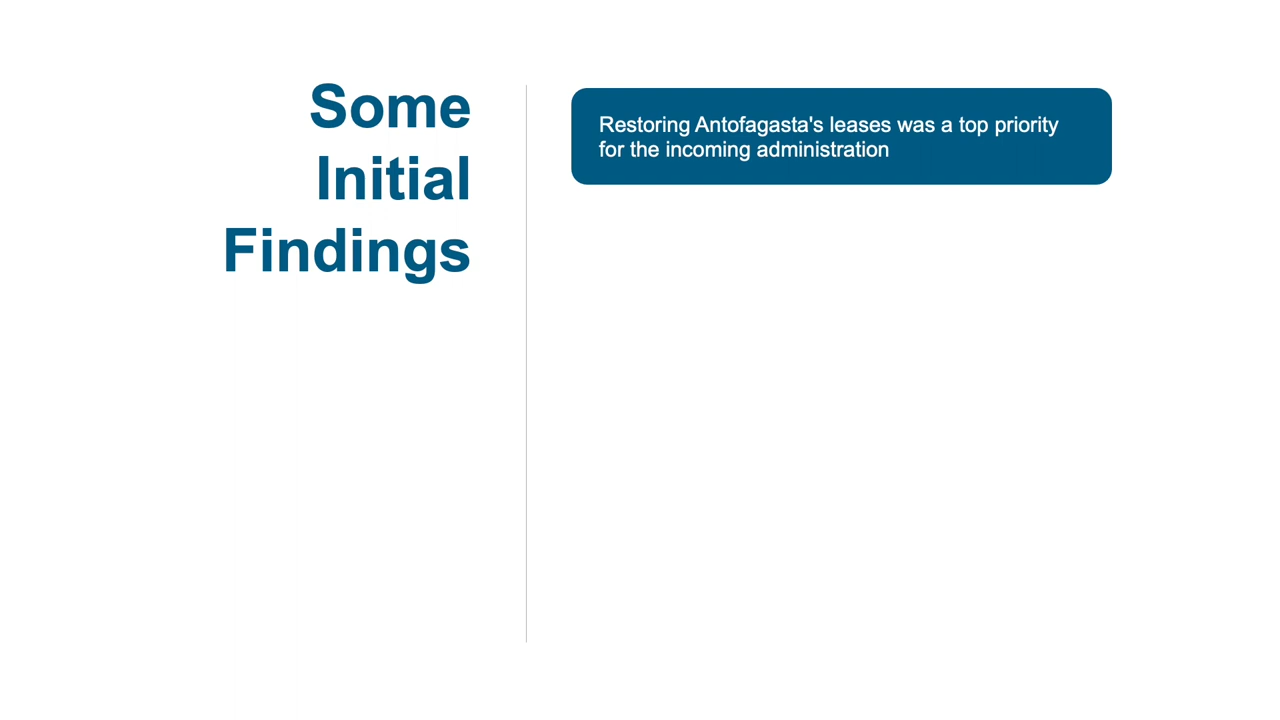 Some
Initial
Findings
Restoring Antofagasta's leases was a top priority
for the incoming administration